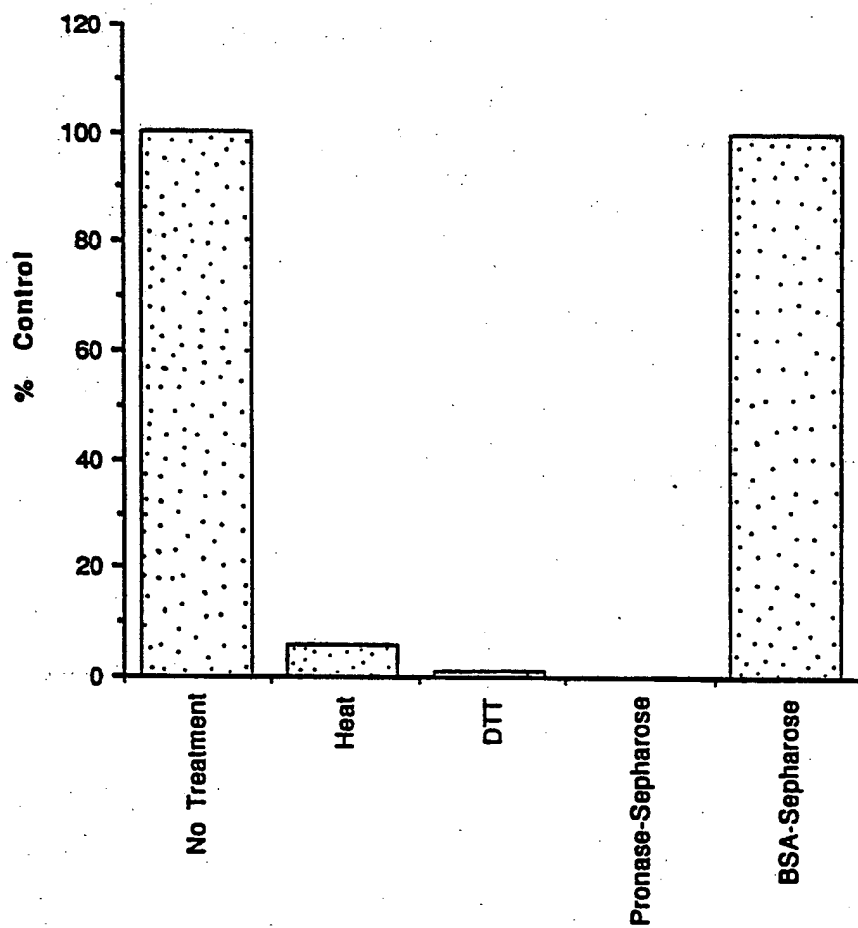 % Control
120
100
80
60
40
20
0
No Treatment
Heat
DTT
Pronase-Sepharose
BSA-Sepharose